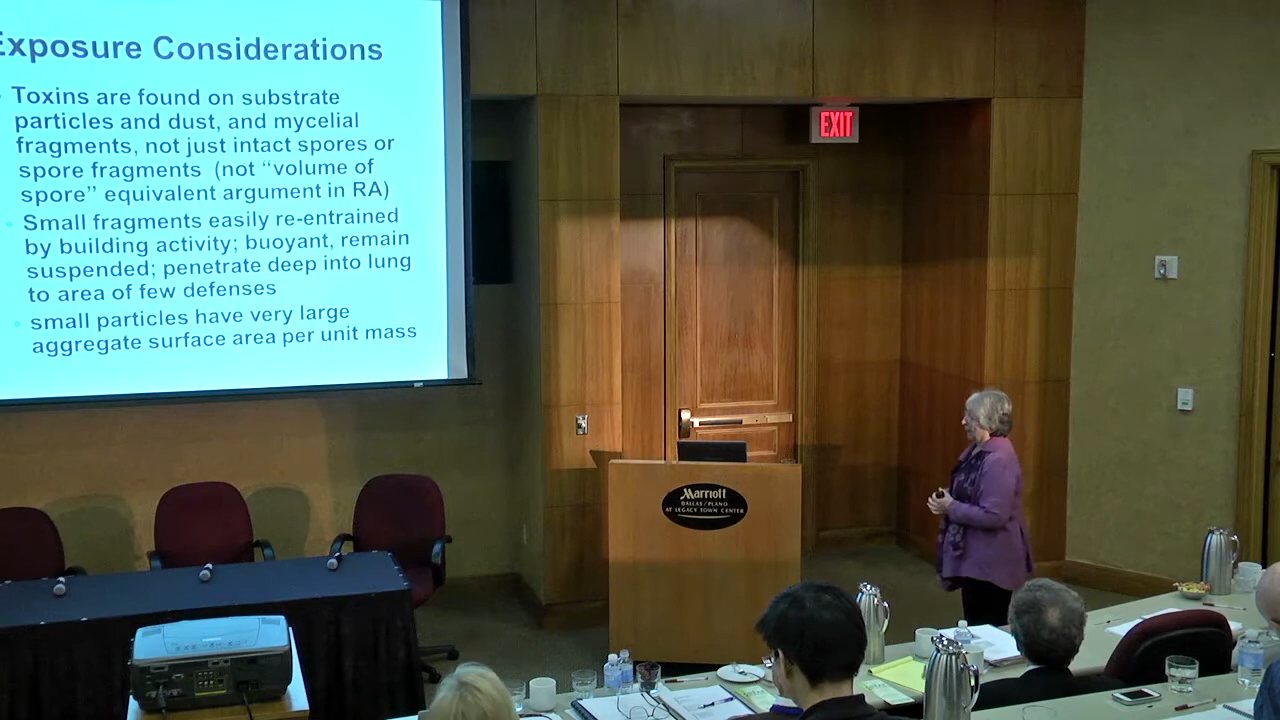 Exposure Considerations
Toxins are found on substrate
particles and dust, and mycelial
fragments, not just intact spores or
spore fragments (not “volume of
spore” equivalent argument in RA)
Small fragments easily re-entrained
by building activity; buoyant, remain
suspended; penetrate deep into lung
to area of few defenses
small particles have very large
aggregate surface area per unit mass
EXIT
Marriott
DALLAS/PLANO
AT LEGACY TOWN CENTER